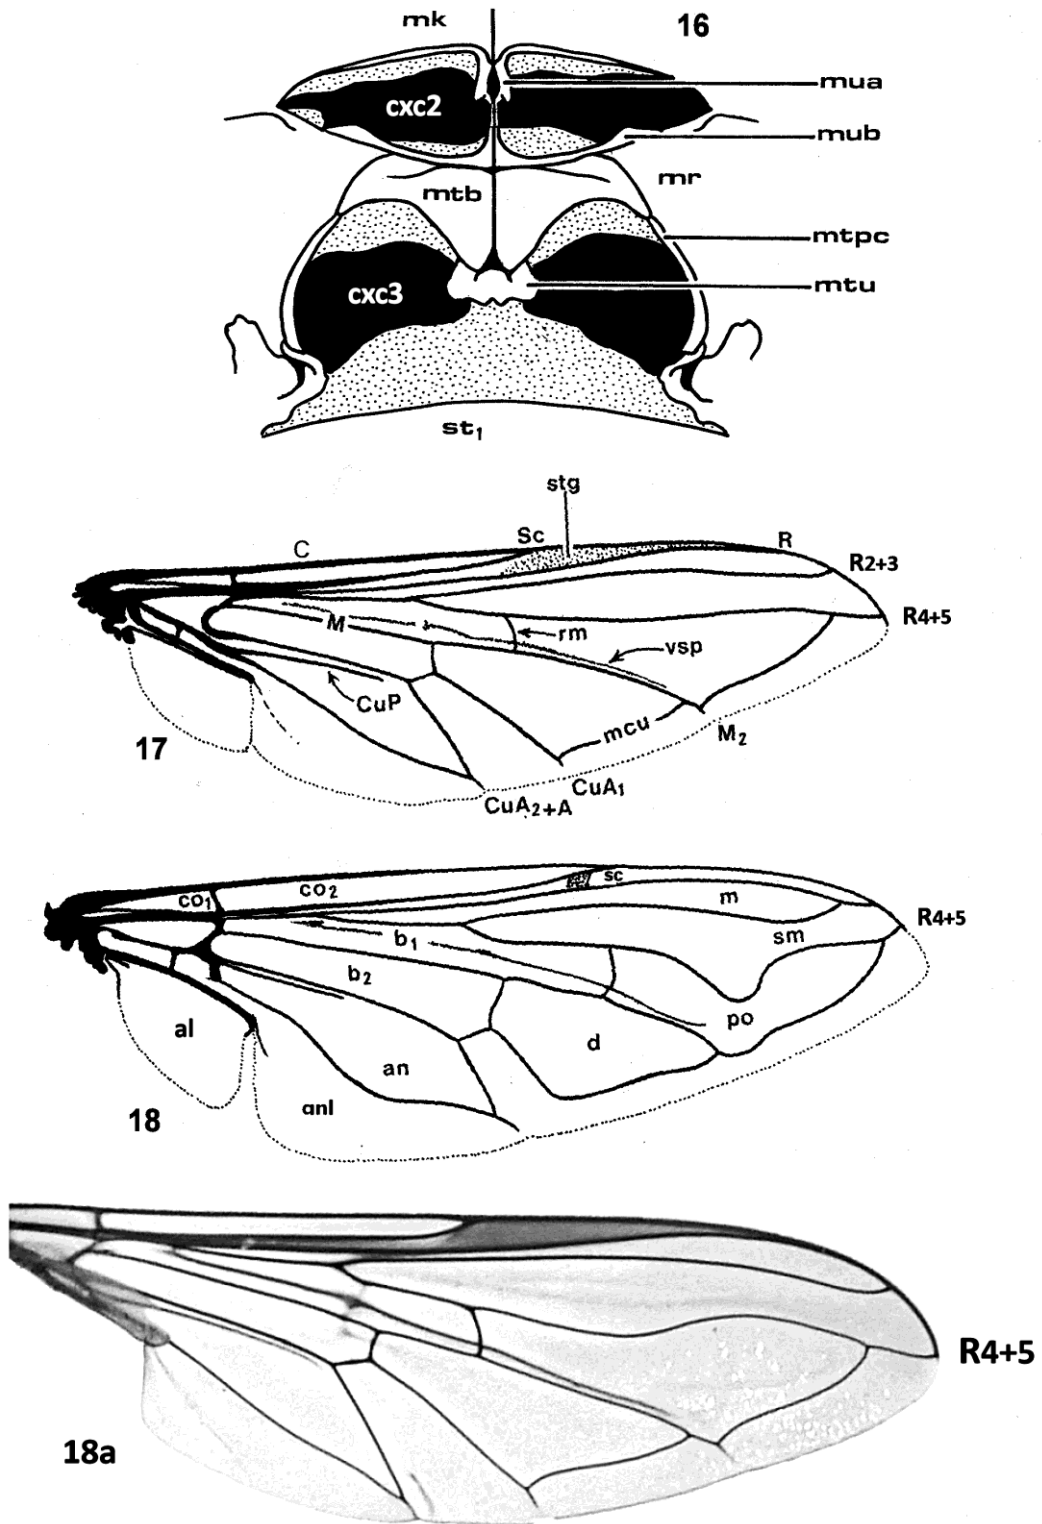 mk 16
mua
cxc2
mub
mtb mr
mtpc
mtu
cxc3
st1
stg
C Sc R
R2+3
R4+5
M rm
vsp
CuP
mcu
M2
17
CuA1
CuA2+A
co1 co2 sc
m
R4+5
b1 sm
b2
po
al d
an
anl
18
R4+5
18a